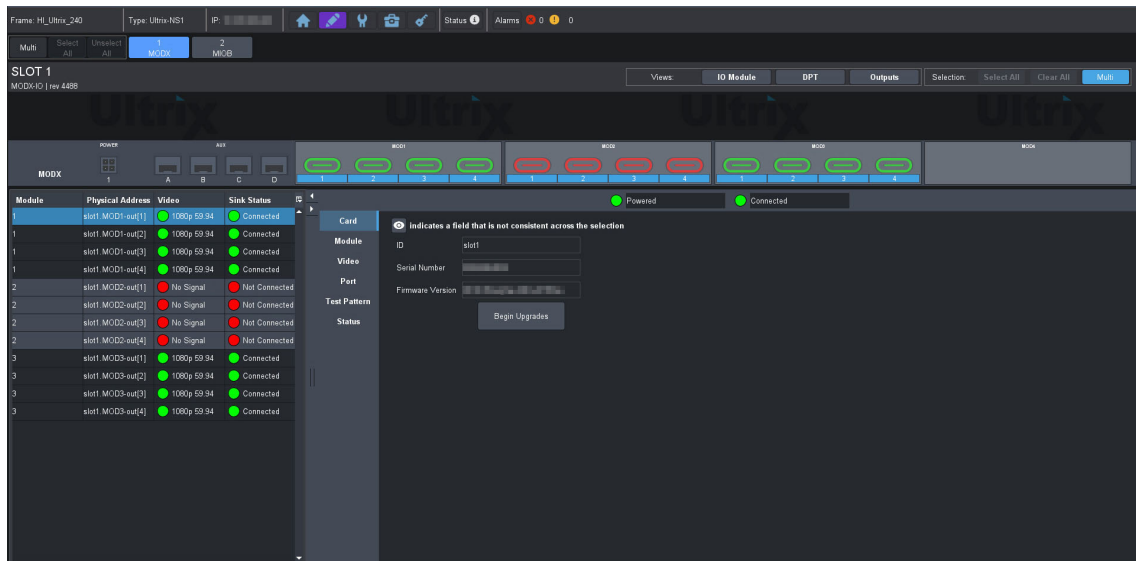 Frame: HI_Ultrix_240 Type: Ultrix-NS1 IP: Status Alarms 0 0
Multi Select All Unselect All 1 MODX 2 MIOB
SLOT 1
MODX-IO | rev 4488
Views: IO Module DPT Outputs Selection: Select All Clear All Multi
Ultrix Ultrix Ultrix Ultrix
POWER AUX MOD1 MOD2 MOD3 MOD4
MODX 1 A B C D 1 2 3 4 1 2 3 4 1 2 3 4
Module Physical Address Video Sink Status
1 slot1.MOD1-out[1] 1080p 59.94 Connected
1 slot1.MOD1-out[2] 1080p 59.94 Connected
1 slot1.MOD1-out[3] 1080p 59.94 Connected
1 slot1.MOD1-out[4] 1080p 59.94 Connected
2 slot1.MOD2-out[1] No Signal Not Connected
2 slot1.MOD2-out[2] No Signal Not Connected
2 slot1.MOD2-out[3] No Signal Not Connected
2 slot1.MOD2-out[4] No Signal Not Connected
3 slot1.MOD3-out[1] 1080p 59.94 Connected
3 slot1.MOD3-out[2] 1080p 59.94 Connected
3 slot1.MOD3-out[3] 1080p 59.94 Connected
3 slot1.MOD3-out[4] 1080p 59.94 Connected
Powered Connected
Card
Module
Video
Port
Test Pattern
Status
indicates a field that is not consistent across the selection
ID slot1
Serial Number
Firmware Version
Begin Upgrades